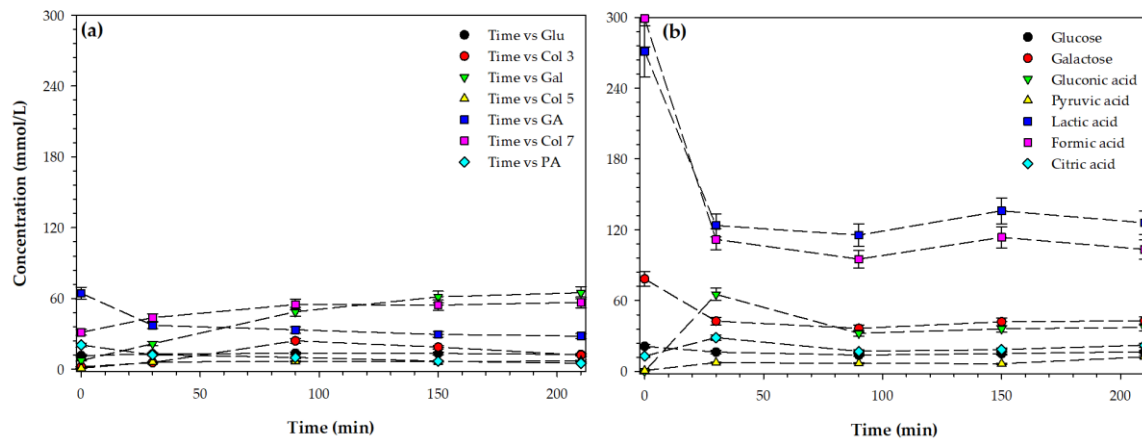 (a)
Time vs Glu
Time vs Col 3
Time vs Gal
Time vs Col 5
Time vs GA
Time vs Col 7
Time vs PA
Concentration (mmol/L)
300
240
180
120
60
0
0
50
100
150
200
Time (min)
(b)
Glucose
Galactose
Gluconic acid
Pyruvic acid
Lactic acid
Formic acid
Citric acid
300
240
180
120
60
0
0
50
100
150
200
Time (min)